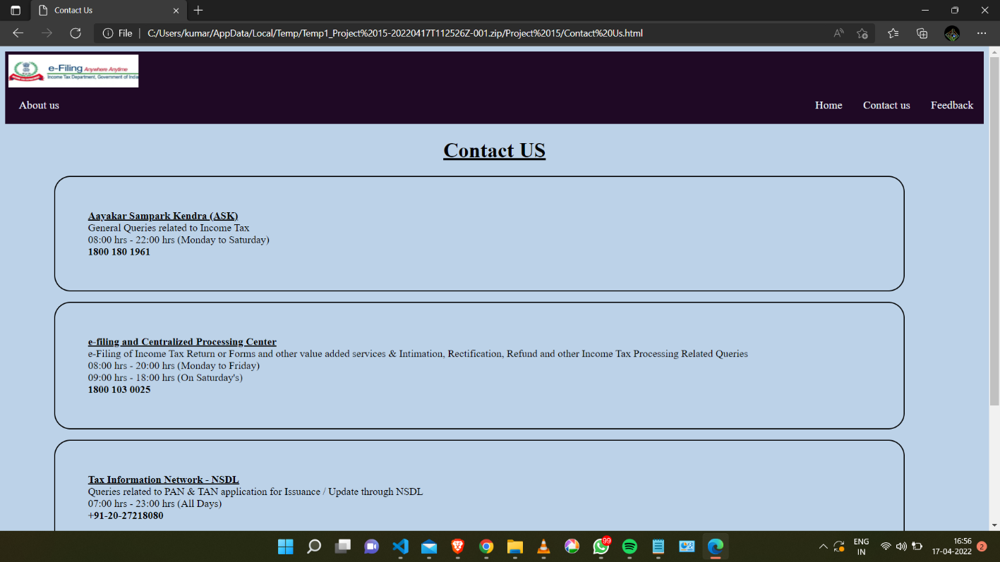 Contact Us
File
C:/Users/kumar/AppData/Local/Temp/Temp1_Project%2015-20220417T112526Z-001.zip/Project%2015/Contact%20Us.html
e-Filing Anywhere Anytime
Income Tax Department, Government of India
About us
Home
Contact us
Feedback
Contact US
Aayakar Sampark Kendra (ASK)
General Queries related to Income Tax
08:00 hrs - 22:00 hrs (Monday to Saturday)
1800 180 1961
e-filing and Centralized Processing Center
e-Filing of Income Tax Return or Forms and other value added services & Intimation, Rectification, Refund and other Income Tax Processing Related Queries
08:00 hrs - 20:00 hrs (Monday to Friday)
09:00 hrs - 18:00 hrs (On Saturday's)
1800 103 0025
Tax Information Network - NSDL
Queries related to PAN & TAN application for Issuance / Update through NSDL
07:00 hrs - 23:00 hrs (All Days)
+91-20-27218080
99
ENG
IN
16:56
17-04-2022
2